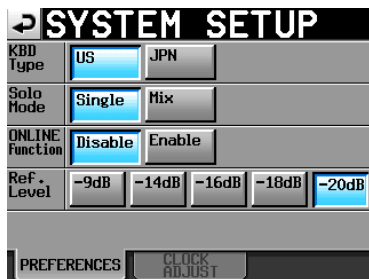 SYSTEM SETUP
KBD Type US JPN
Solo Mode Single Mix
ONLINE Function Disable Enable
Ref. Level -9dB -14dB -16dB -18dB -20dB
PREFERENCES CLOCK ADJUST